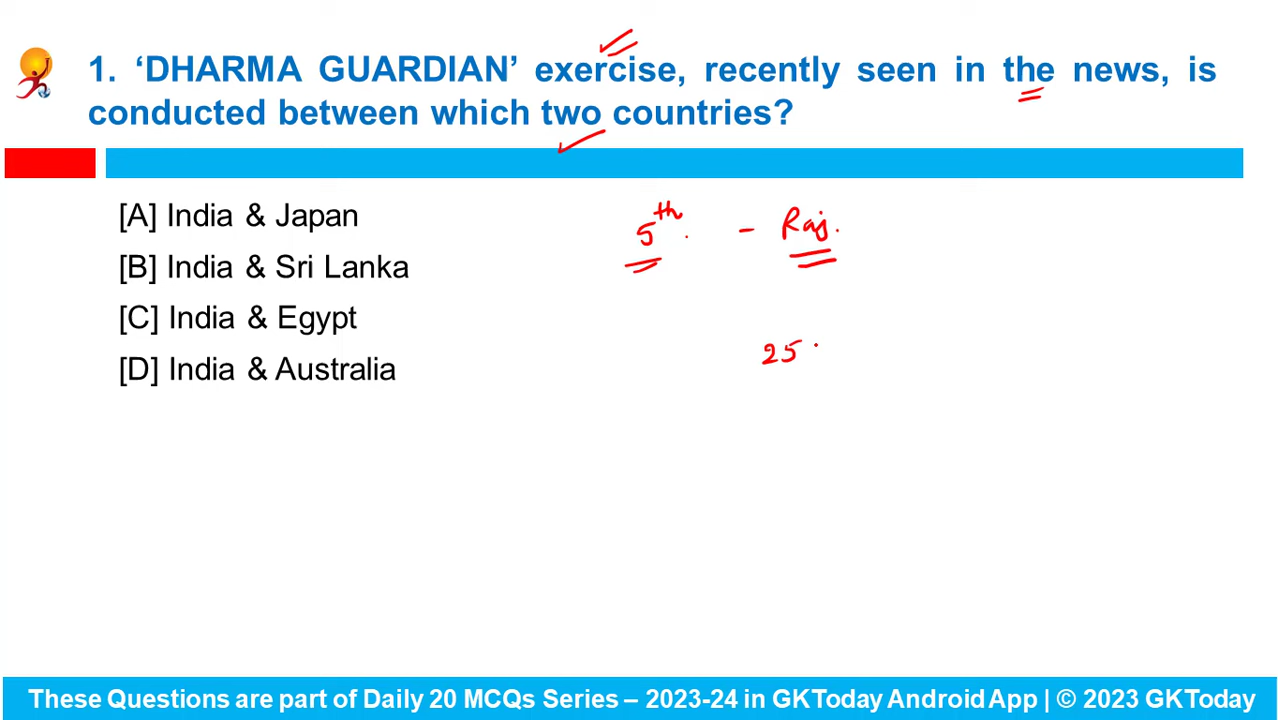 1. ‘DHARMA GUARDIAN’ exercise, recently seen in the news, is
conducted between which two countries?
[A] India & Japan
[B] India & Sri Lanka
[C] India & Egypt
[D] India & Australia
5th - Raj.
25
These Questions are part of Daily 20 MCQs Series – 2023-24 in GKToday Android App | © 2023 GKToday